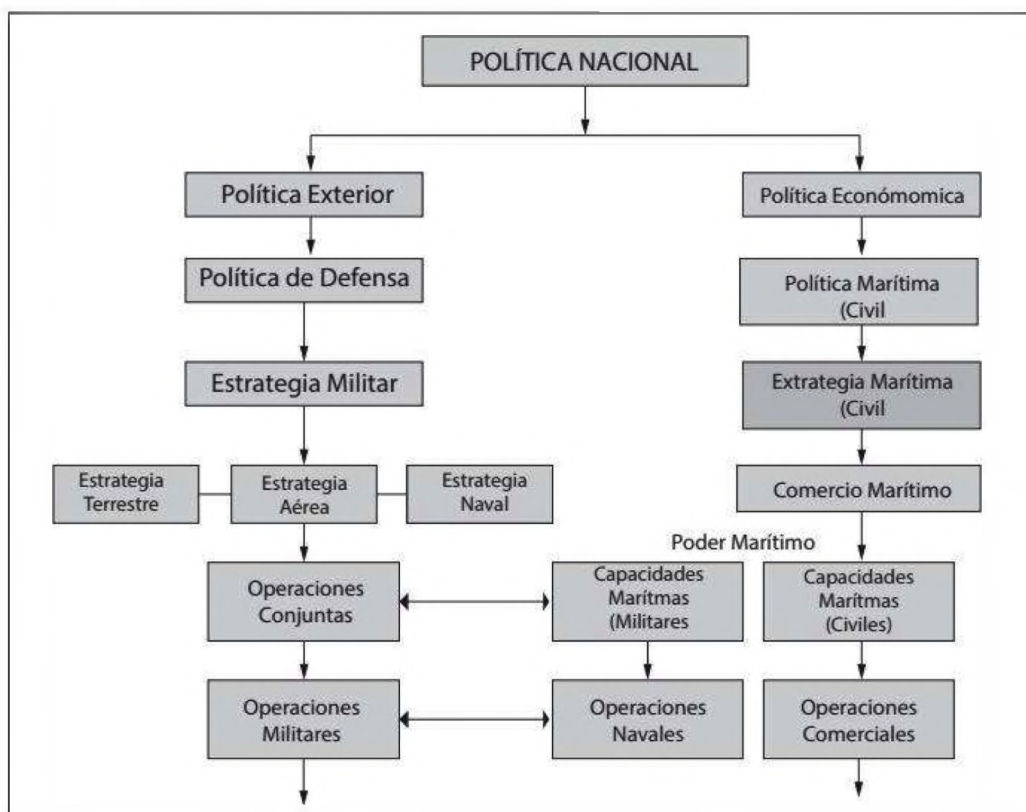 POLÍTICA NACIONAL
Política Exterior
Política Económomica
Política de Defensa
Política Marítima
(Civil
Estrategia Militar
Extrategia Marítima
(Civil
Estrategia
Terrestre
Estrategia
Aérea
Estrategia
Naval
Comercio Marítimo
Poder Marítimo
Operaciones
Conjuntas
Capacidades
Marítmas
(Militares
Capacidades
Marítmas
(Civiles)
Operaciones
Militares
Operaciones
Navales
Operaciones
Comerciales